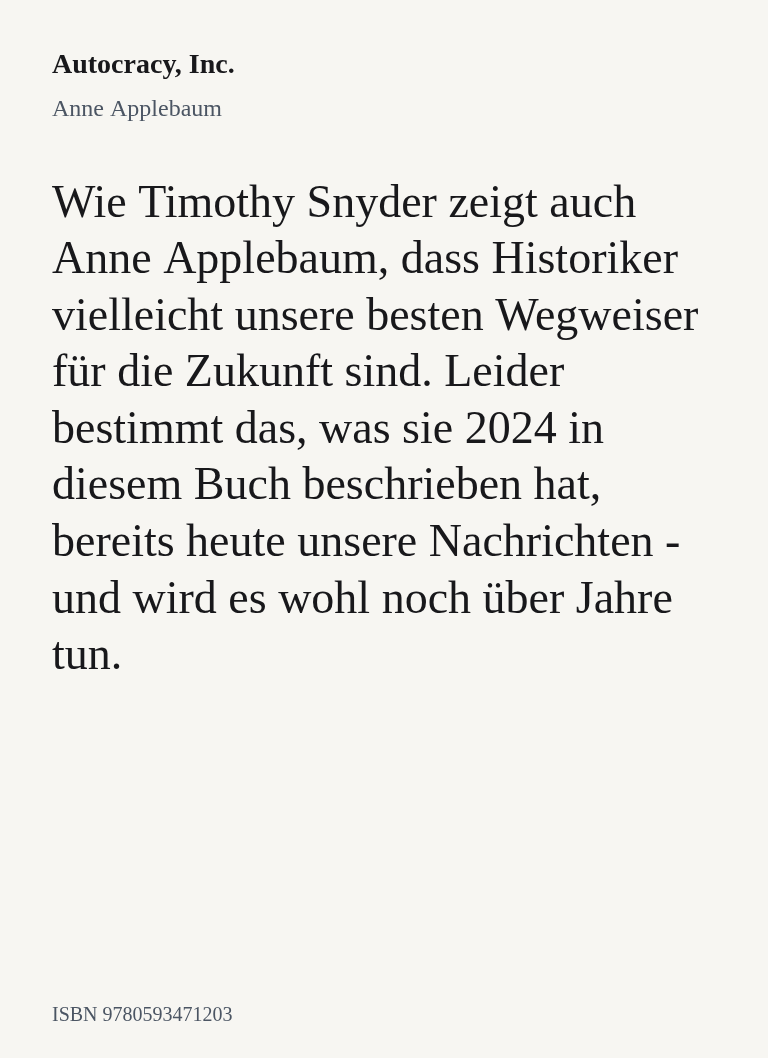 Autocracy, Inc.
Anne Applebaum
Wie Timothy Snyder zeigt auch
Anne Applebaum, dass Historiker
vielleicht unsere besten Wegweiser
für die Zukunft sind. Leider
bestimmt das, was sie 2024 in
diesem Buch beschrieben hat,
bereits heute unsere Nachrichten -
und wird es wohl noch über Jahre
tun.
ISBN 9780593471203